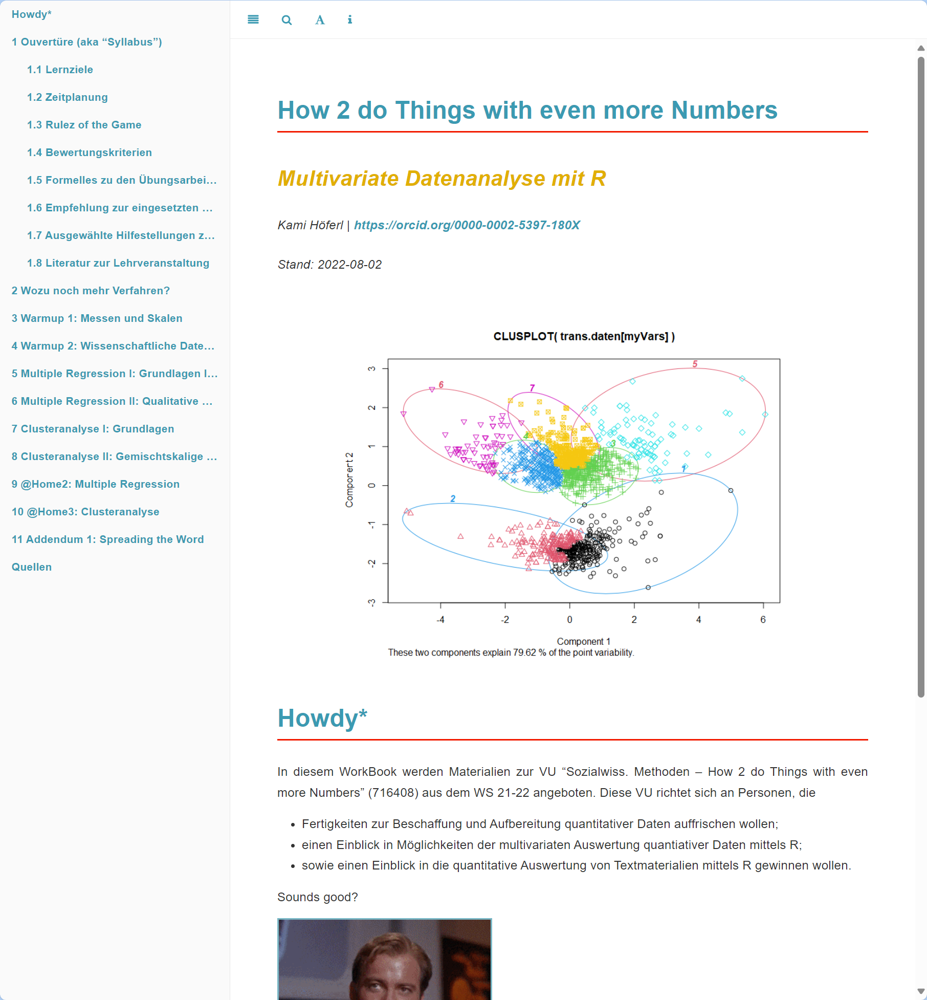 Howdy*
1 Ouvertüre (aka “Syllabus”)
1.1 Lernziele
1.2 Zeitplanung
1.3 Rulez of the Game
1.4 Bewertungskriterien
1.5 Formelles zu den Übungsarbei…
1.6 Empfehlung zur eingesetzten …
1.7 Ausgewählte Hilfestellungen z…
1.8 Literatur zur Lehrveranstaltung
2 Wozu noch mehr Verfahren?
3 Warmup 1: Messen und Skalen
4 Warmup 2: Wissenschaftliche Date…
5 Multiple Regression I: Grundlagen I…
6 Multiple Regression II: Qualitative …
7 Clusteranalyse I: Grundlagen
8 Clusteranalyse II: Gemischtskalige …
9 @Home2: Multiple Regression
10 @Home3: Clusteranalyse
11 Addendum 1: Spreading the Word
Quellen
How 2 do Things with even more Numbers
Multivariate Datenanalyse mit R
Kami Höferl | https://orcid.org/0000-0002-5397-180X
Stand: 2022-08-02
CLUSPLOT( trans.daten[myVars] )
Component 2
3
2
1
0
-1
-2
-3
5
6
7
4
3
1
2
-4 -2 0 2 4 6
Component 1
These two components explain 79.62 % of the point variability.
Howdy*
In diesem WorkBook werden Materialien zur VU “Sozialwiss. Methoden – How 2 do Things with even
more Numbers” (716408) aus dem WS 21-22 angeboten. Diese VU richtet sich an Personen, die
• Fertigkeiten zur Beschaffung und Aufbereitung quantitativer Daten auffrischen wollen;
• einen Einblick in Möglichkeiten der multivariaten Auswertung quantiativer Daten mittels R;
• sowie einen Einblick in die quantitative Auswertung von Textmaterialien mittels R gewinnen wollen.
Sounds good?